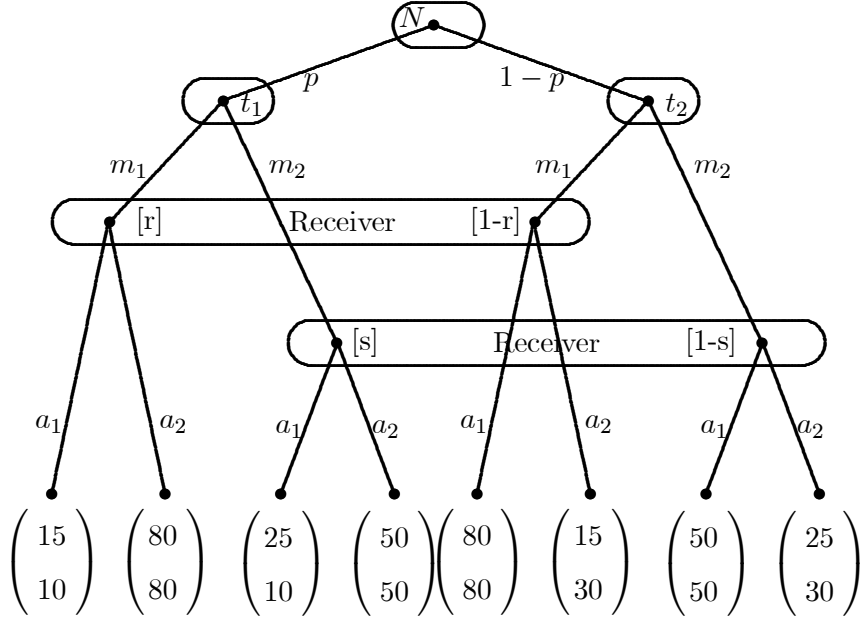 N
p 1 − p
t₁ t₂
m₁ m₂ m₁ m₂
[r] Receiver [1-r]
[s] Receiver [1-s]
a₁ a₂ a₁ a₂ a₁ a₂ a₁ a₂
15 80 25 50 80 15 50 25
10 80 10 50 80 30 50 30